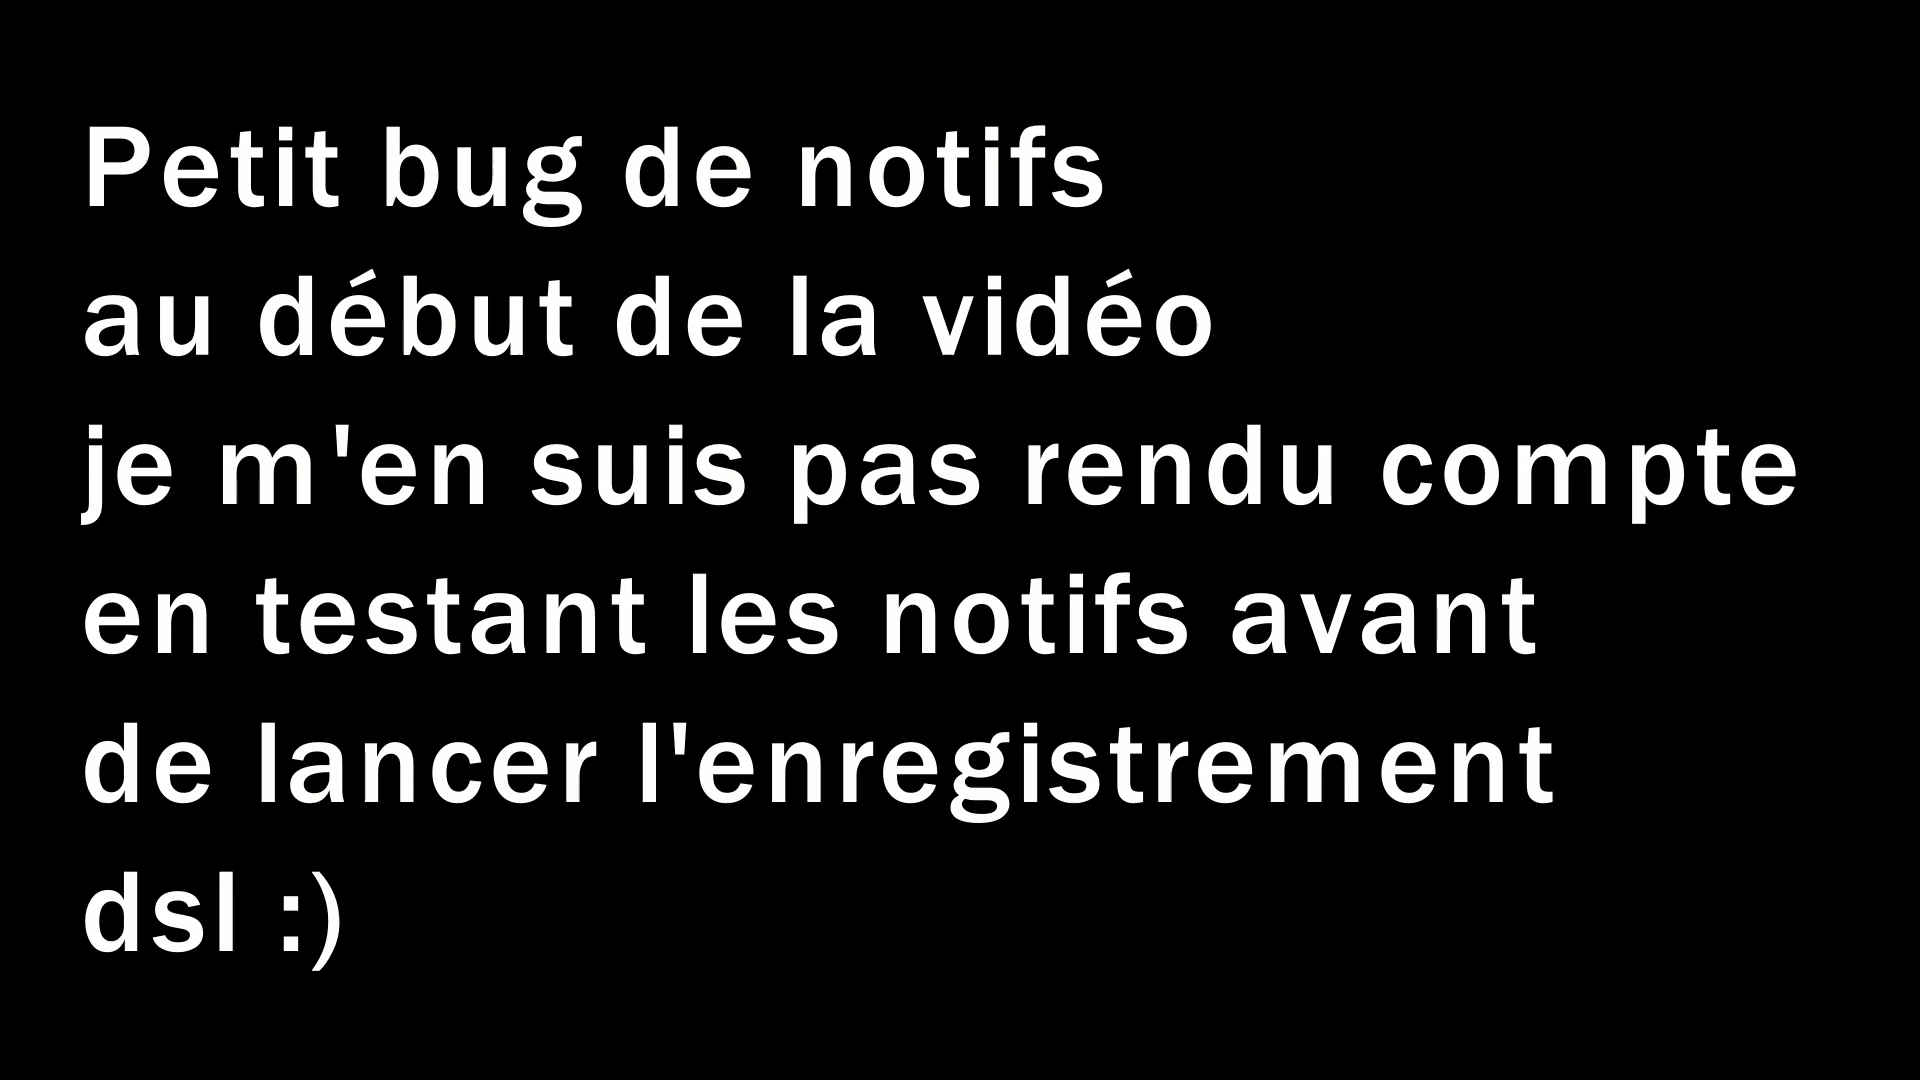 Petit bug de notifs
au début de la vidéo
je m'en suis pas rendu compte
en testant les notifs avant
de lancer l'enregistrement
dsl :)